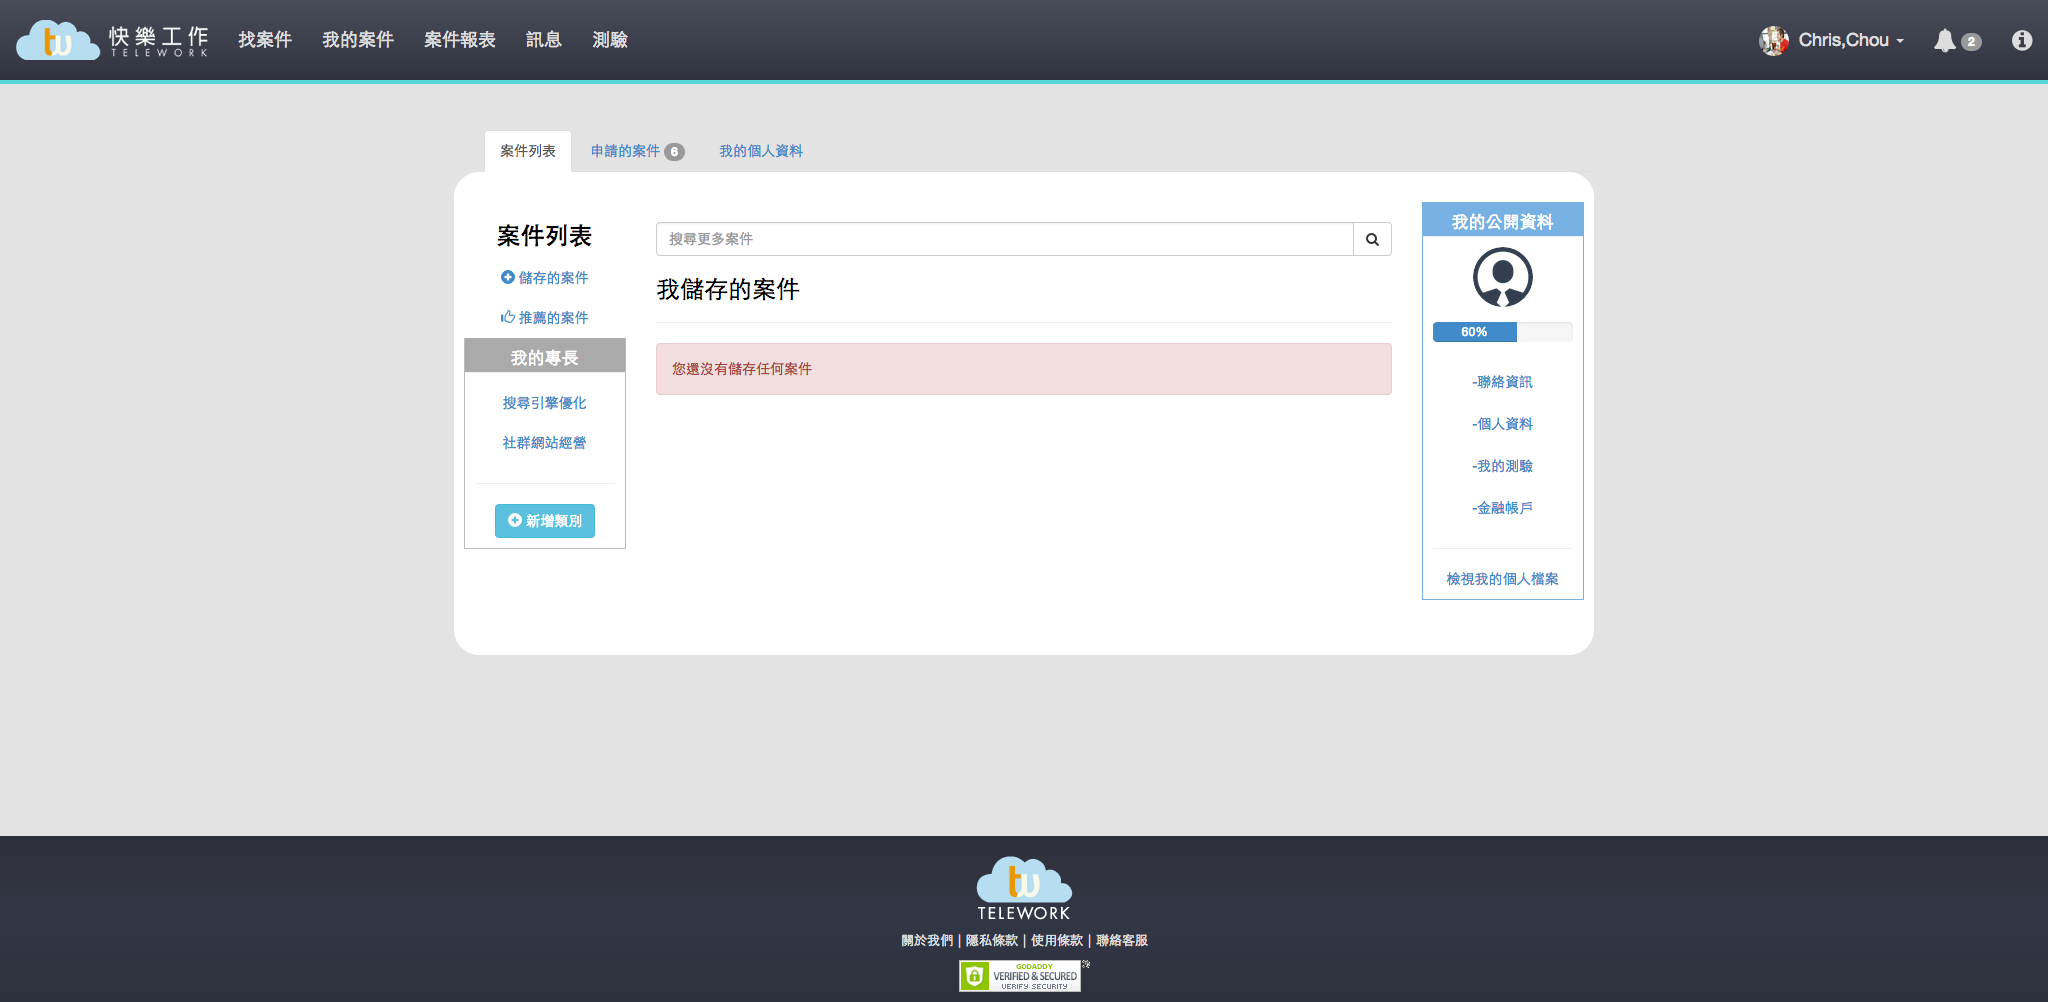 tw 快樂工作 TELEWORK 找案件 我的案件 案件報表 訊息 測驗 Chris,Chou 2
案件列表 申請的案件 6 我的個人資料
案件列表
儲存的案件
推薦的案件
我的專長
搜尋引擎優化
社群網站經營
新增類別
搜尋更多案件
我儲存的案件
您還沒有儲存任何案件
我的公開資料
60%
-聯絡資訊
-個人資料
-我的測驗
-金融帳戶
檢視我的個人檔案
tw
TELEWORK
關於我們 | 隱私條款 | 使用條款 | 聯絡客服
GODADDY
VERIFIED & SECURED
VERIFY SECURITY